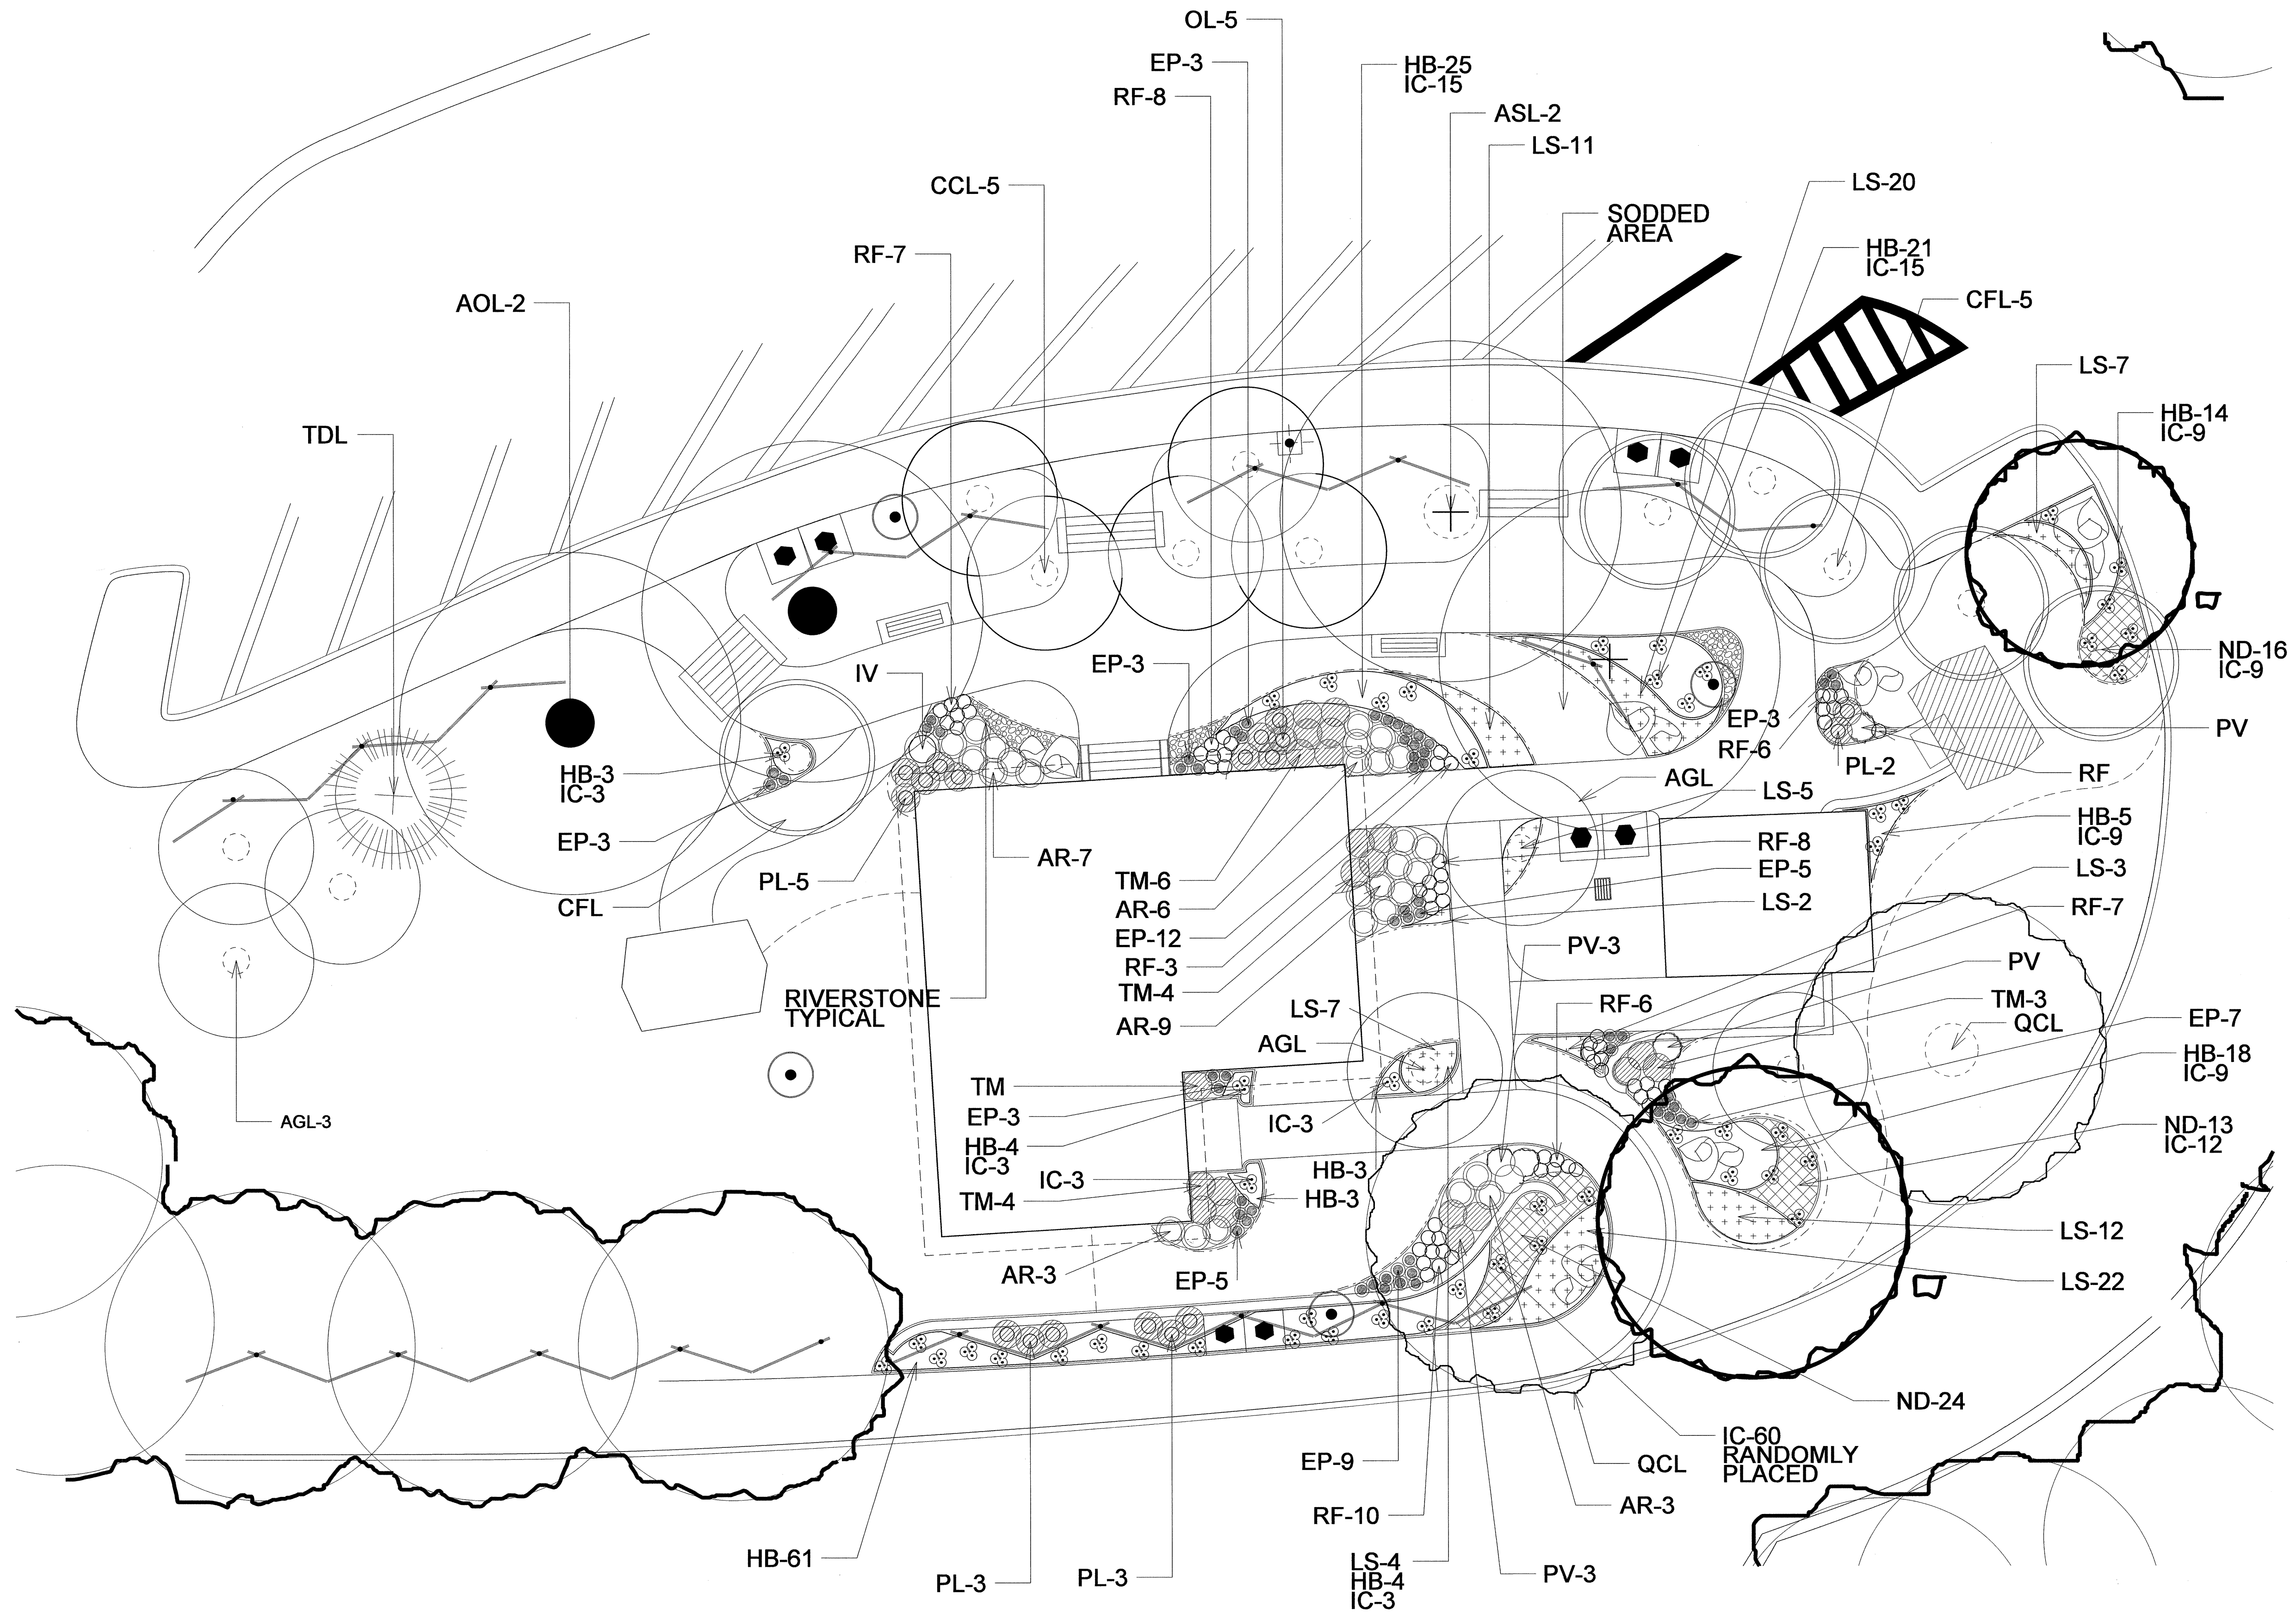 OL-5
EP-3
HB-25
IC-15
RF-8
ASL-2
LS-11
CCL-5
LS-20
SODDED
AREA
RF-7
HB-21
IC-15
AOL-2
CFL-5
LS-7
HB-14
IC-9
TDL
ND-16
IC-9
EP-3
IV
EP-3
RF-6
PV
PL-2
RF
HB-3
IC-3
AGL
LS-5
HB-5
IC-9
EP-3
RF-8
AR-7
EP-5
LS-3
PL-5
TM-6
CFL
AR-6
LS-2
RF-7
EP-12
PV-3
RF-3
PV
TM-4
RIVERSTONE
TYPICAL
LS-7
RF-6
TM-3
AR-9
QCL
EP-7
AGL
HB-18
IC-9
TM
EP-3
AGL-3
IC-3
ND-13
IC-12
HB-4
IC-3
IC-3
HB-3
TM-4
HB-3
LS-12
AR-3
EP-5
LS-22
ND-24
IC-60
RANDOMLY
PLACED
EP-9
QCL
AR-3
RF-10
HB-61
LS-4
HB-4
IC-3
PV-3
PL-3
PL-3